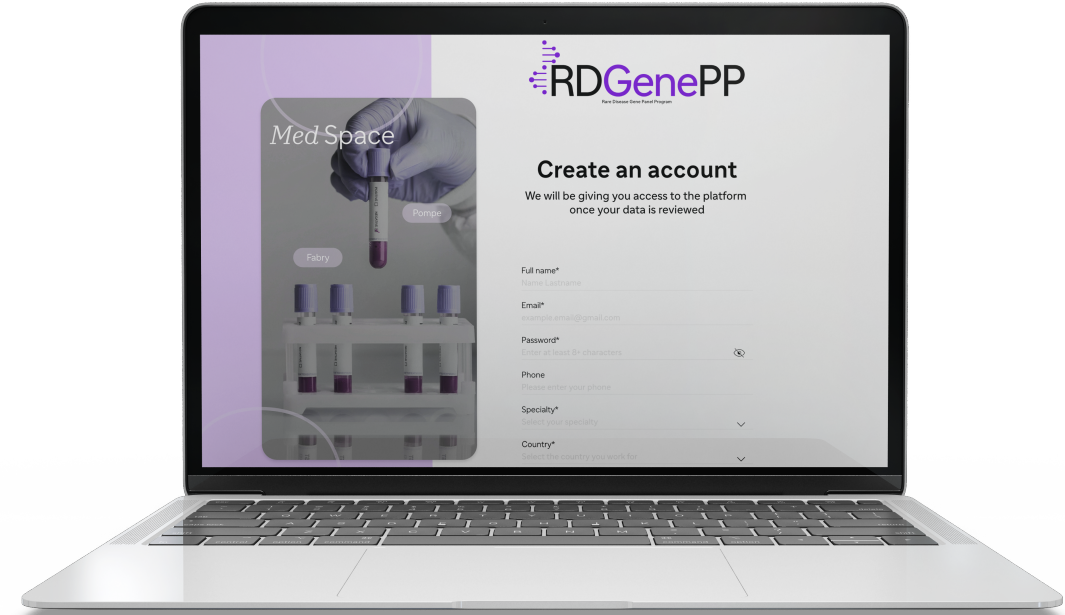 RDGenePP
Rare Disease Gene Panel Program
Med Space
Pompe
Fabry
Create an account
We will be giving you access to the platform
once your data is reviewed
Full name*
Name Lastname
Email*
example.email@gmail.com
Password*
Enter at least 8+ characters
Phone
Please enter your phone
Specialty*
Select your specialty
Country*
Select the country you work for